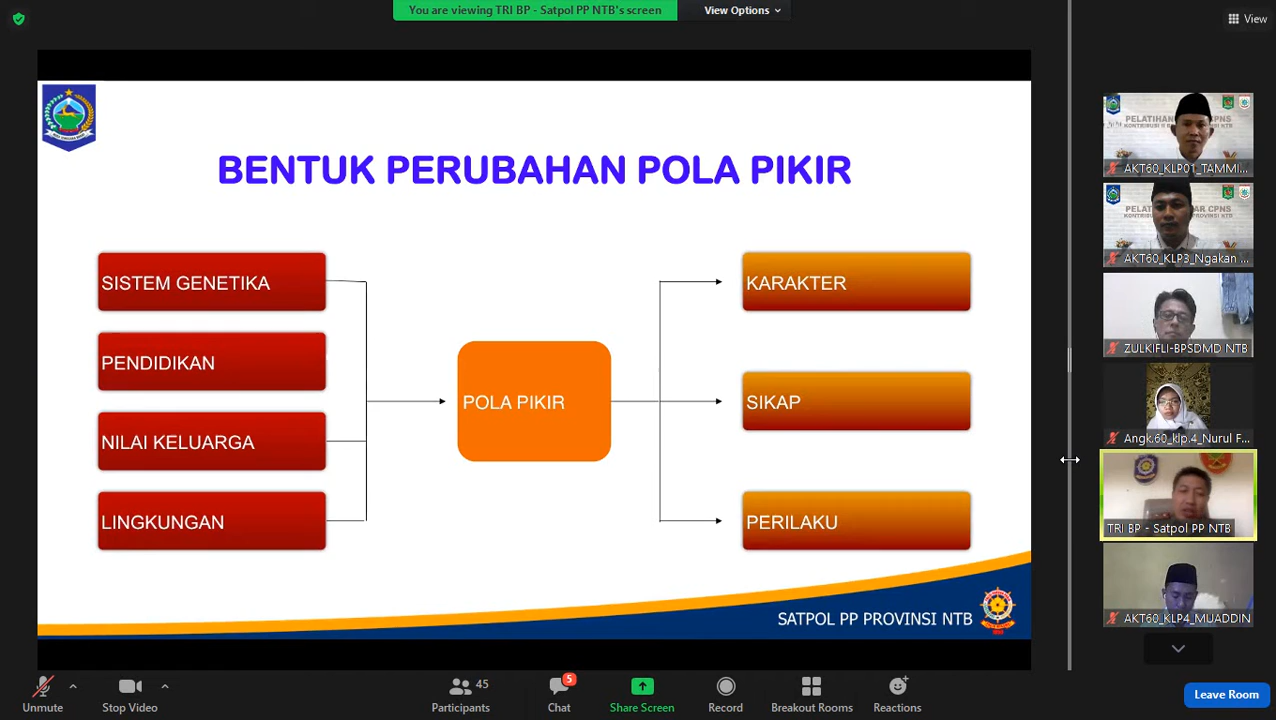 You are viewing TRI BP - Satpol PP NTB's screen
View Options
View
BENTUK PERUBAHAN POLA PIKIR
SISTEM GENETIKA
PENDIDIKAN
NILAI KELUARGA
LINGKUNGAN
POLA PIKIR
KARAKTER
SIKAP
PERILAKU
SATPOL PP PROVINSI NTB
AKT60_KLP01_TAMMI...
AKT60_KLP3_Ngakan ...
ZULKIFLI-BPSDMD NTB
Angk.60_klp.4_Nurul F...
TRI BP - Satpol PP NTB
AKT60_KLP4_MUADDIN
Unmute
Stop Video
45
Participants
5
Chat
Share Screen
Record
Breakout Rooms
Reactions
Leave Room